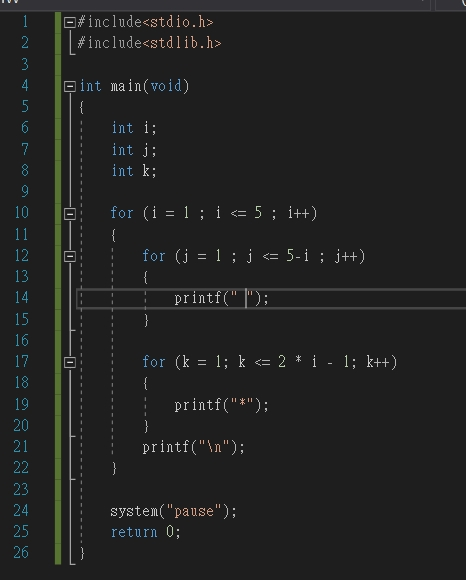 1 #include<stdio.h>
2 #include<stdlib.h>
3
4 int main(void)
5 {
6     int i;
7     int j;
8     int k;
9
10     for (i = 1 ; i <= 5 ; i++)
11     {
12         for (j = 1 ; j <= 5-i ; j++)
13         {
14             printf(" ");
15         }
16
17         for (k = 1; k <= 2 * i - 1; k++)
18         {
19             printf("*");
20         }
21         printf("\n");
22     }
23
24     system("pause");
25     return 0;
26 }